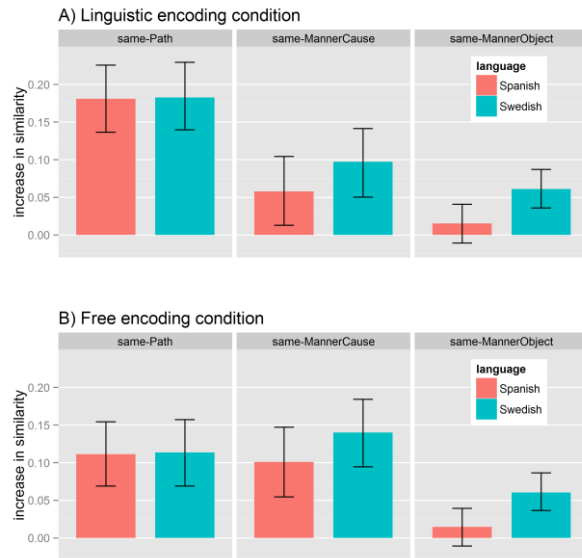 A) Linguistic encoding condition
same-Path same-MannerCause same-MannerObject
language
Spanish
Swedish
0.20
0.15
0.10
0.05
0.00
increase in similarity
B) Free encoding condition
same-Path same-MannerCause same-MannerObject
language
Spanish
Swedish
0.20
0.15
0.10
0.05
0.00
increase in similarity